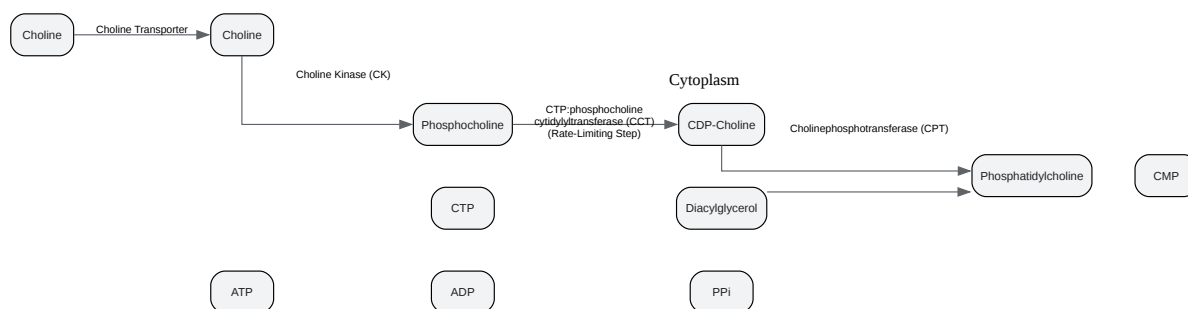 Choline
Choline Transporter
Choline
Choline Kinase (CK)
Cytoplasm
Phosphocholine
CTP:phosphocholine
cytidylyltransferase (CCT)
(Rate-Limiting Step)
CDP-Choline
Cholinephosphotransferase (CPT)
Phosphatidylcholine
CMP
CTP
Diacylglycerol
ATP
ADP
PPi